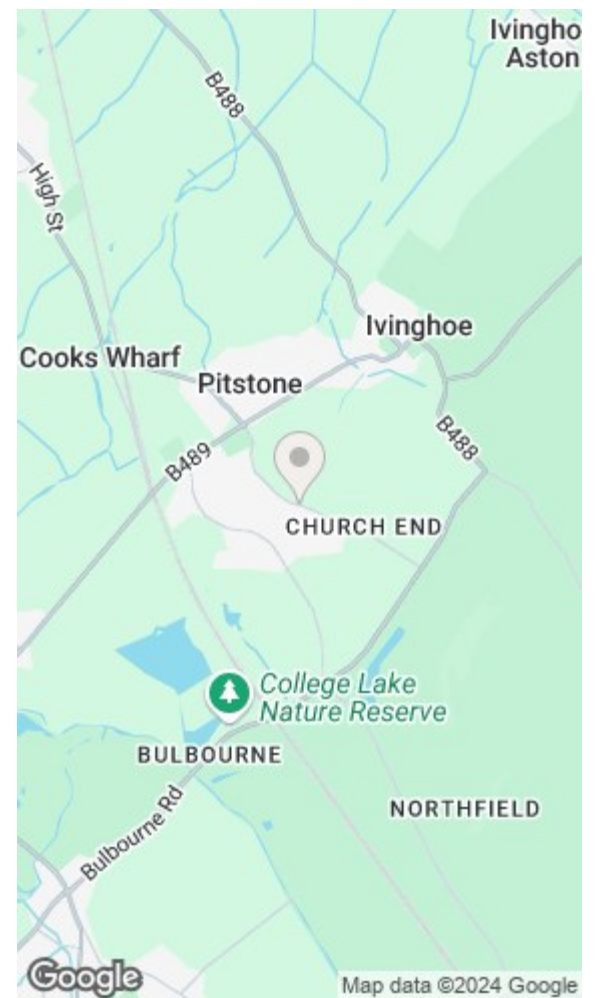 Ivingho
Aston
B488
High St
Ivinghoe
Cooks Wharf
Pitstone
B488
B489
CHURCH END
College Lake
Nature Reserve
BULBOURNE
NORTHFIELD
Bulbourne Rd
Google
Map data ©2024 Google